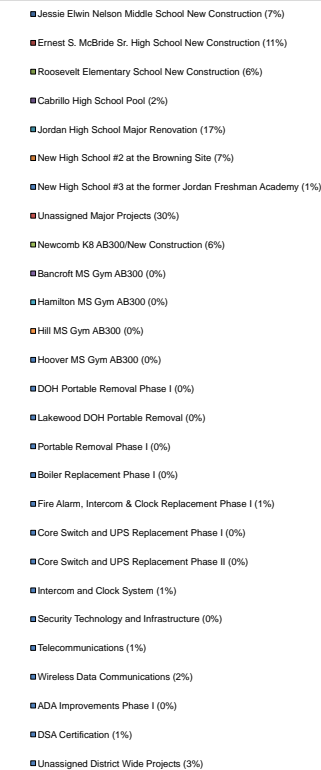 Jessie Elwin Nelson Middle School New Construction (7%)
Ernest S. McBride Sr. High School New Construction (11%)
Roosevelt Elementary School New Construction (6%)
Cabrillo High School Pool (2%)
Jordan High School Major Renovation (17%)
New High School #2 at the Browning Site (7%)
New High School #3 at the former Jordan Freshman Academy (1%)
Unassigned Major Projects (30%)
Newcomb K8 AB300/New Construction (6%)
Bancroft MS Gym AB300 (0%)
Hamilton MS Gym AB300 (0%)
Hill MS Gym AB300 (0%)
Hoover MS Gym AB300 (0%)
DOH Portable Removal Phase I (0%)
Lakewood DOH Portable Removal (0%)
Portable Removal Phase I (0%)
Boiler Replacement Phase I (0%)
Fire Alarm, Intercom & Clock Replacement Phase I (1%)
Core Switch and UPS Replacement Phase I (0%)
Core Switch and UPS Replacement Phase II (0%)
Intercom and Clock System (1%)
Security Technology and Infrastructure (0%)
Telecommunications (1%)
Wireless Data Communications (2%)
ADA Improvements Phase I (0%)
DSA Certification (1%)
Unassigned District Wide Projects (3%)